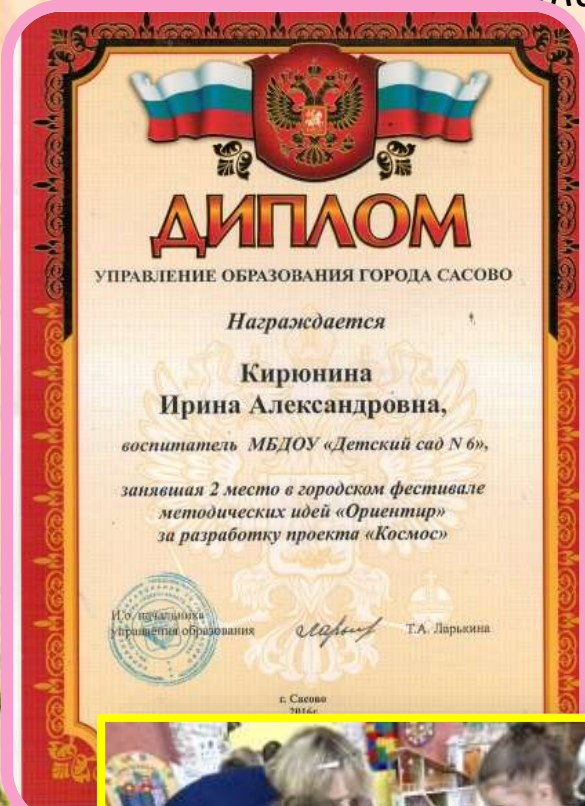 ДИПЛОМ
УПРАВЛЕНИЕ ОБРАЗОВАНИЯ ГОРОДА САСОВО
Награждается
Кирюнина
Ирина Александровна,
воспитатель МБДОУ «Детский сад N 6»,
занявшая 2 место в городском фестивале
методических идей «Ориентир»
за разработку проекта «Космос»
И.о. начальника
управления образования Т.А. Ларькина
г. Сасово
2016г